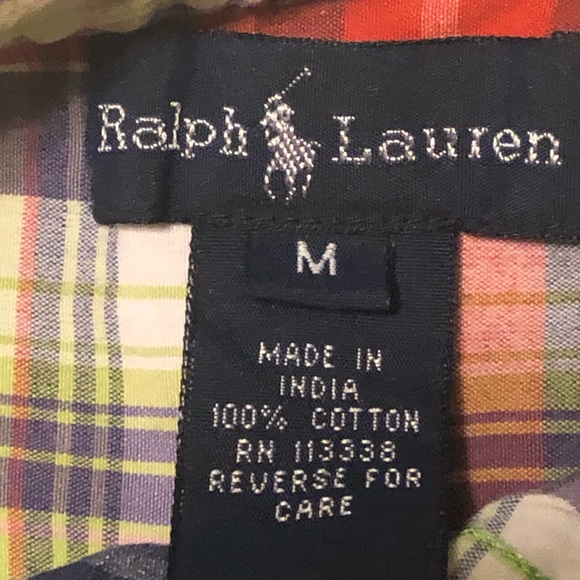 Ralph Lauren
M
MADE IN
INDIA
100% COTTON
RN 113338
REVERSE FOR
CARE